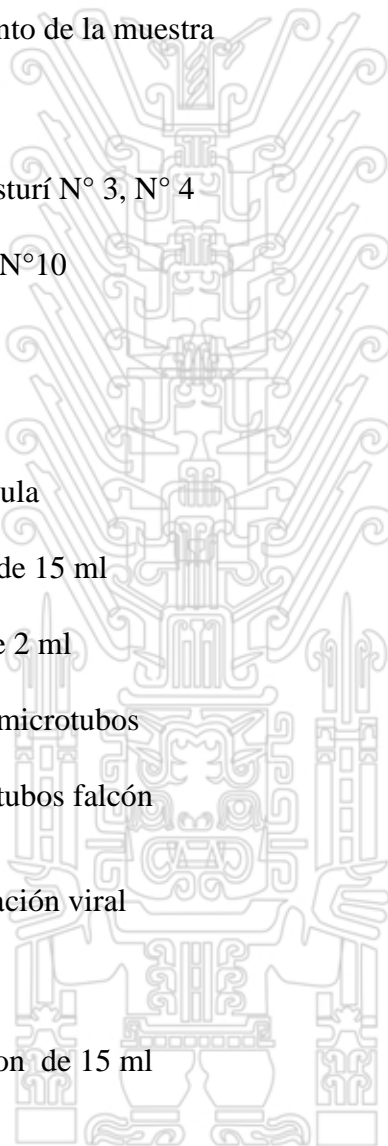 nto de la muestra
sturí N° 3, N° 4
N°10
ula
de 15 ml
e 2 ml
microtubos
tubos falcón
ación viral
on de 15 ml